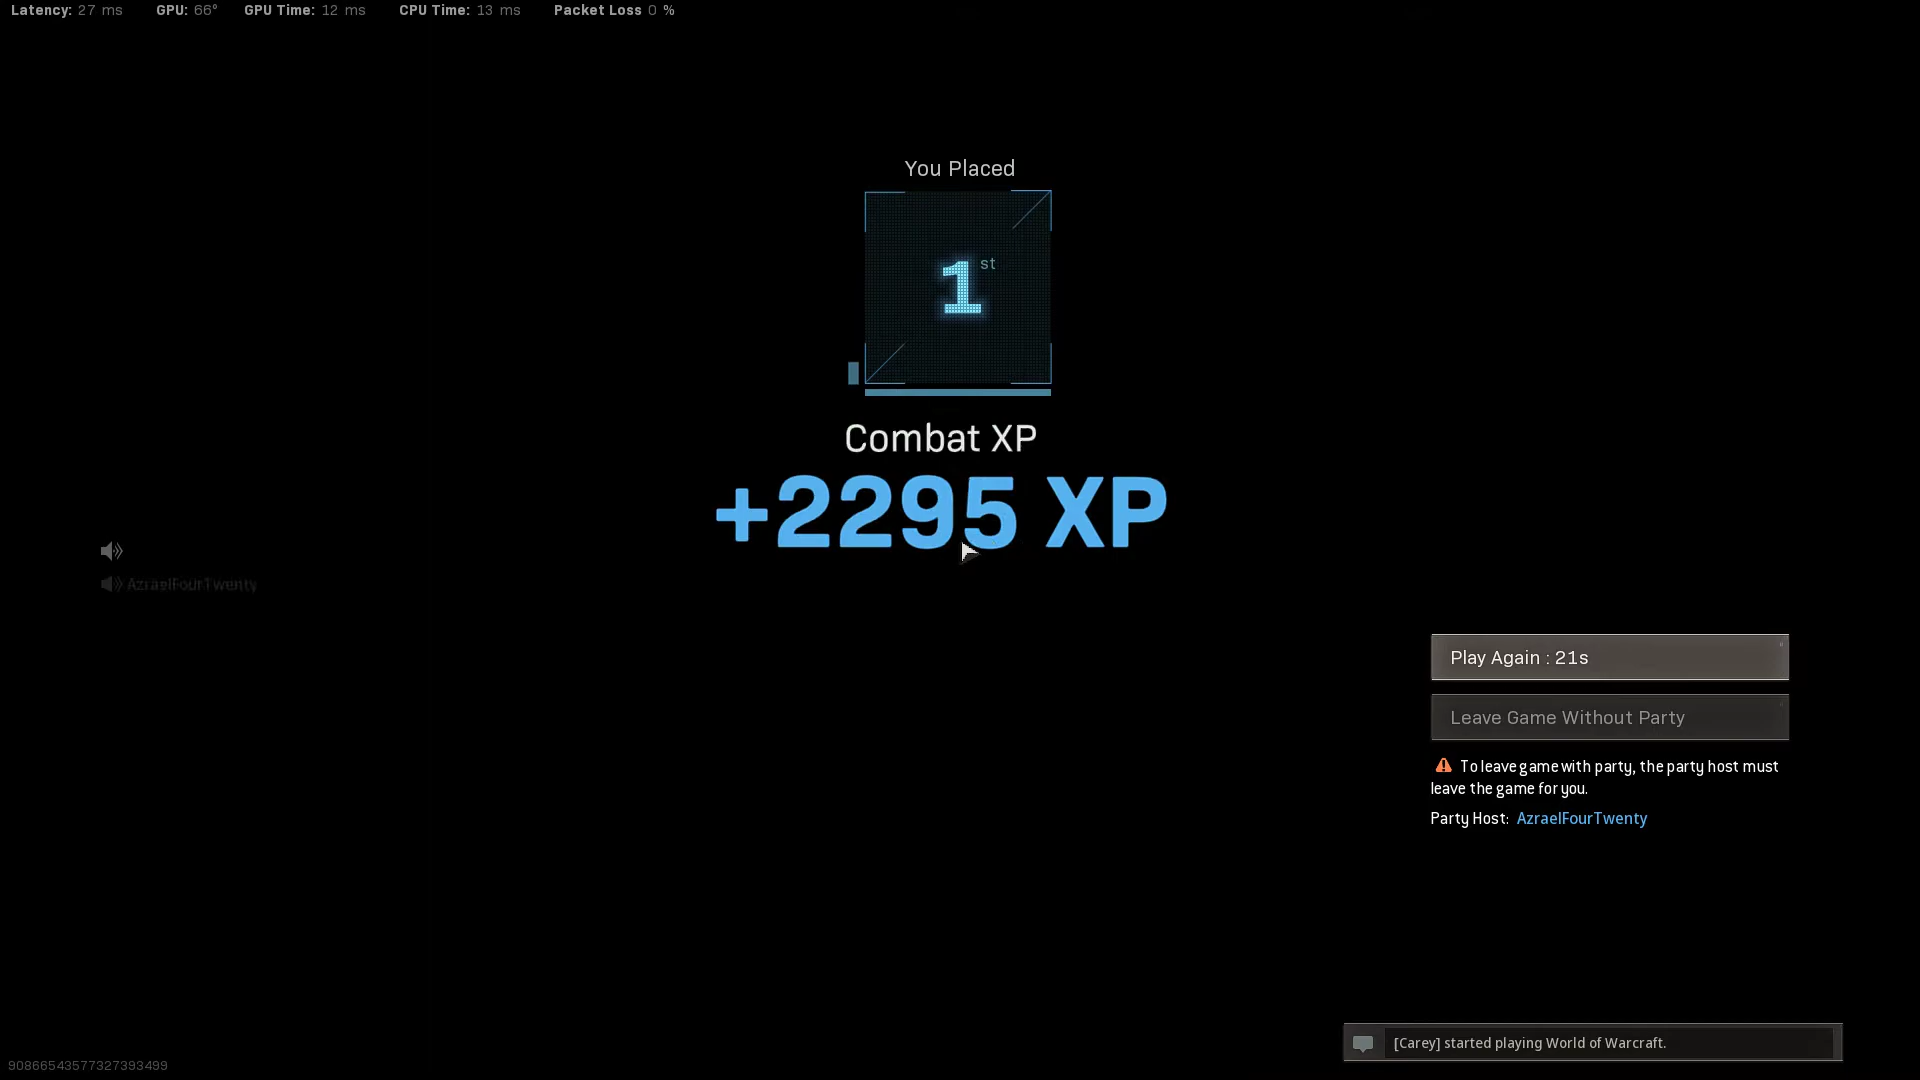 Latency: 27 ms GPU: 66° GPU Time: 12 ms CPU Time: 13 ms Packet Loss 0 %
You Placed
1st
Combat XP
+2295 XP
AzraelFourTwenty
Play Again : 21s
Leave Game Without Party
To leave game with party, the party host must
leave the game for you.
Party Host: AzraelFourTwenty
[Carey] started playing World of Warcraft.
90866543577327393499